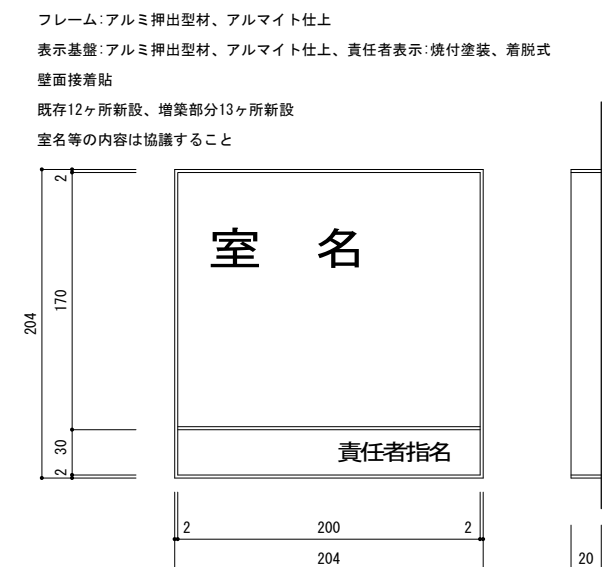 フレーム:アルミ押出型材、アルマイト仕上
表示基盤:アルミ押出型材、アルマイト仕上、責任者表示:焼付塗装、着脱式
壁面接着貼
既存12ヶ所新設、増築部分13ヶ所新設
室名等の内容は協議すること
2
室 名
170
204
30
責任者指名
2
2 200 2
204 20